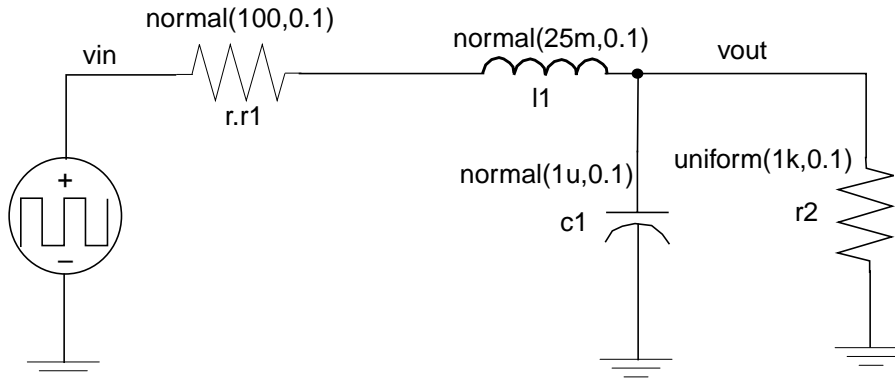 normal(100,0.1)
vin
r.r1
normal(25m,0.1)
l1
vout
normal(1u,0.1)
c1
uniform(1k,0.1)
r2
+
–